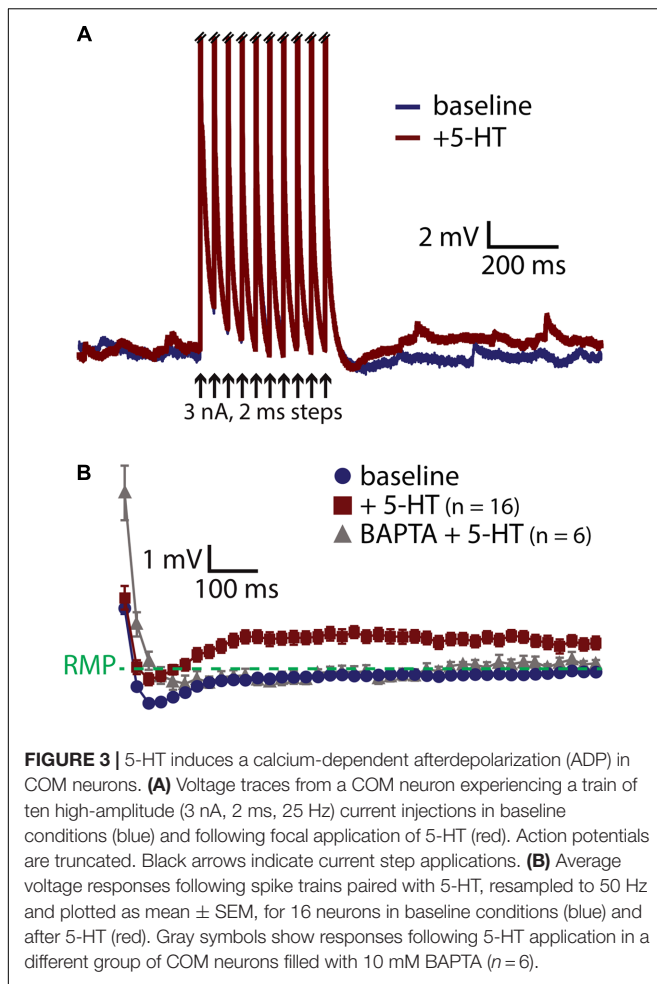 A
baseline
+5-HT
2 mV
200 ms
3 nA, 2 ms steps
B
baseline
+ 5-HT (n = 16)
BAPTA + 5-HT (n = 6)
1 mV
100 ms
RMP
FIGURE 3 | 5-HT induces a calcium-dependent afterdepolarization (ADP) in
COM neurons. (A) Voltage traces from a COM neuron experiencing a train of
ten high-amplitude (3 nA, 2 ms, 25 Hz) current injections in baseline
conditions (blue) and following focal application of 5-HT (red). Action potentials
are truncated. Black arrows indicate current step applications. (B) Average
voltage responses following spike trains paired with 5-HT, resampled to 50 Hz
and plotted as mean ± SEM, for 16 neurons in baseline conditions (blue) and
after 5-HT (red). Gray symbols show responses following 5-HT application in a
different group of COM neurons filled with 10 mM BAPTA (n = 6).